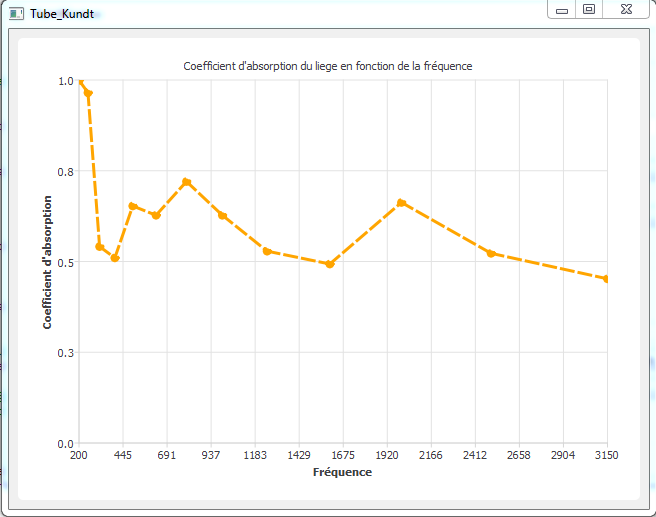 Tube_Kundt
Coefficient d'absorption du liege en fonction de la fréquence
1.0
0.8
0.5
0.3
0.0
Coefficient d'absorption
200 445 691 937 1183 1429 1675 1920 2166 2412 2658 2904 3150
Fréquence